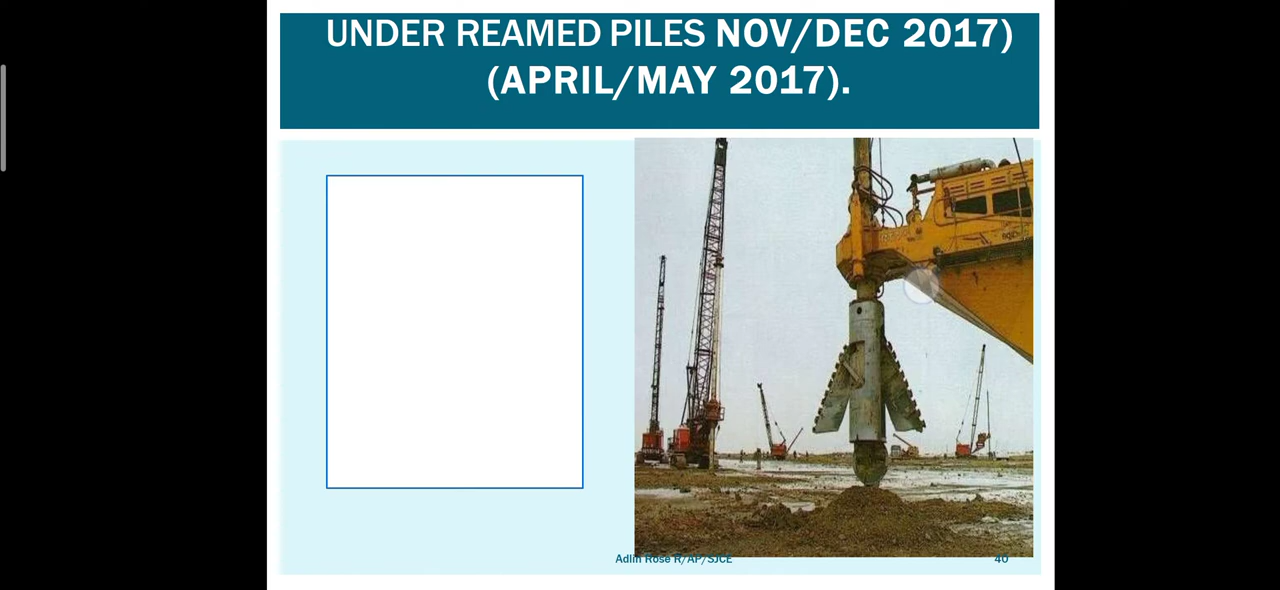 UNDER REAMED PILES NOV/DEC 2017)
(APRIL/MAY 2017).
Adlin Rose R/AP/SJCE
40